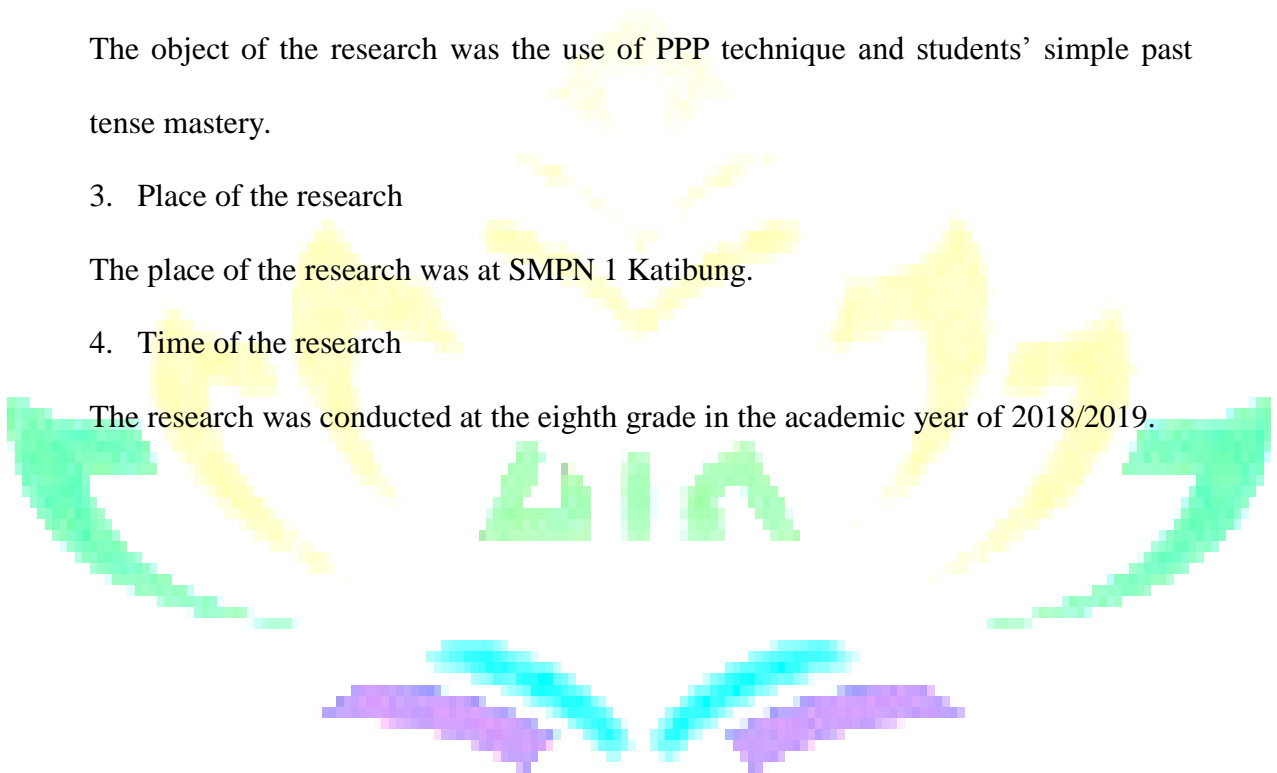 The object of the research was the use of PPP technique and students’ simple past
tense mastery.
3. Place of the research
The place of the research was at SMPN 1 Katibung.
4. Time of the research
The research was conducted at the eighth grade in the academic year of 2018/2019.